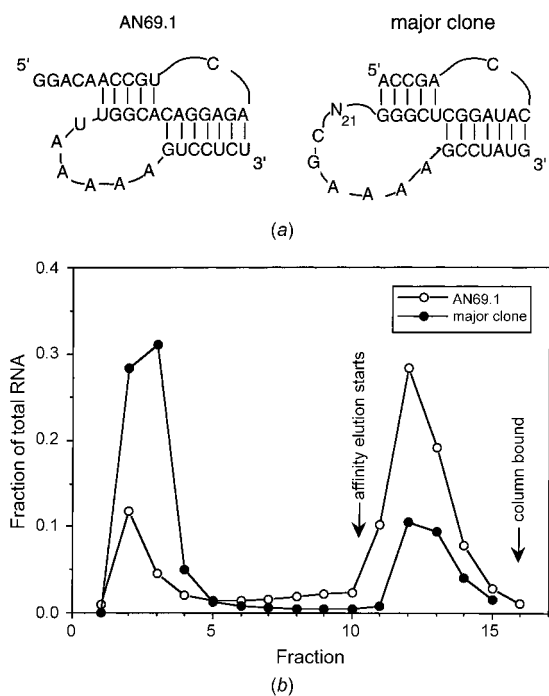 AN69.1
major clone
5'
GGACAACCGU
C
U
UGGCACAGGAGA
A
A
A
A
A
GUCCUCU
3'
5'
ACCGA
C
N
21
GGGCUCGGAUAC
C
G
A
A
A
A
A
GCCUAUG
3'
(a)
0.4
0.3
0.2
0.1
0.0
Fraction of total RNA
AN69.1
major clone
affinity elution starts
column bound
0
5
10
15
Fraction
(b)